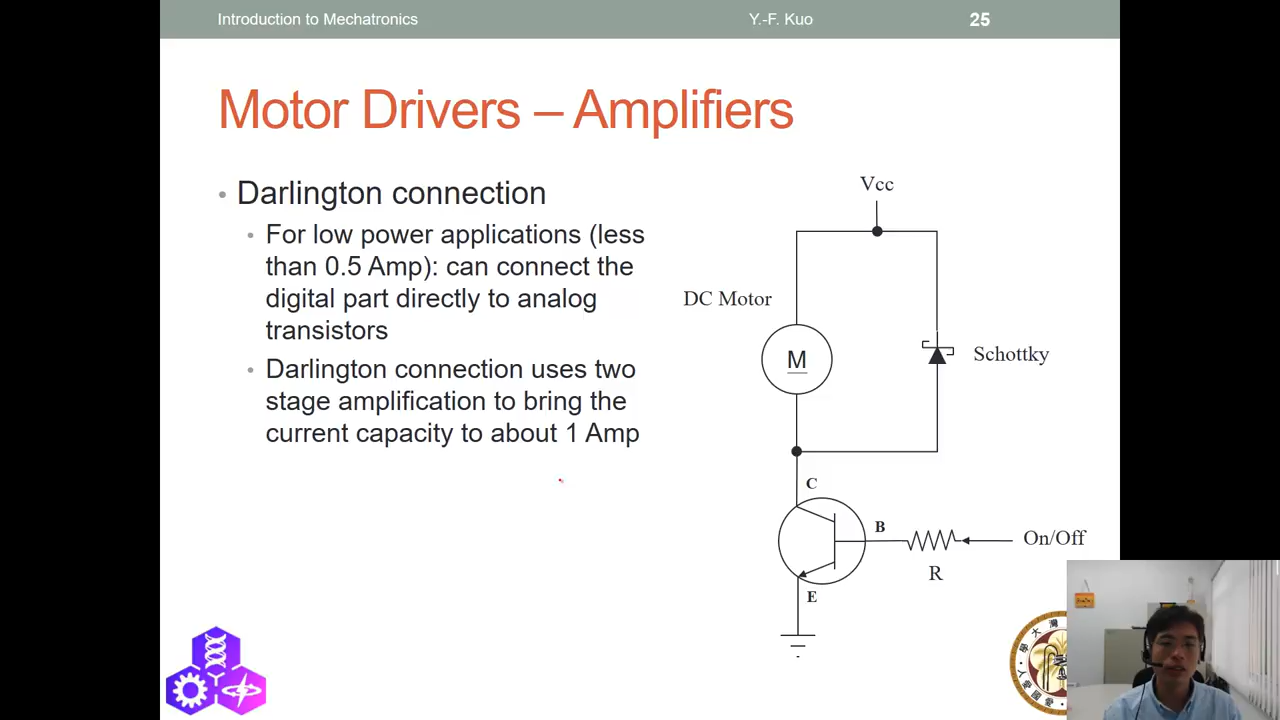 Introduction to Mechatronics
Y.-F. Kuo
25
Motor Drivers – Amplifiers
• Darlington connection
• For low power applications (less
than 0.5 Amp): can connect the
digital part directly to analog
transistors
• Darlington connection uses two
stage amplification to bring the
current capacity to about 1 Amp
Vcc
DC Motor
M
Schottky
C
B
On/Off
R
E